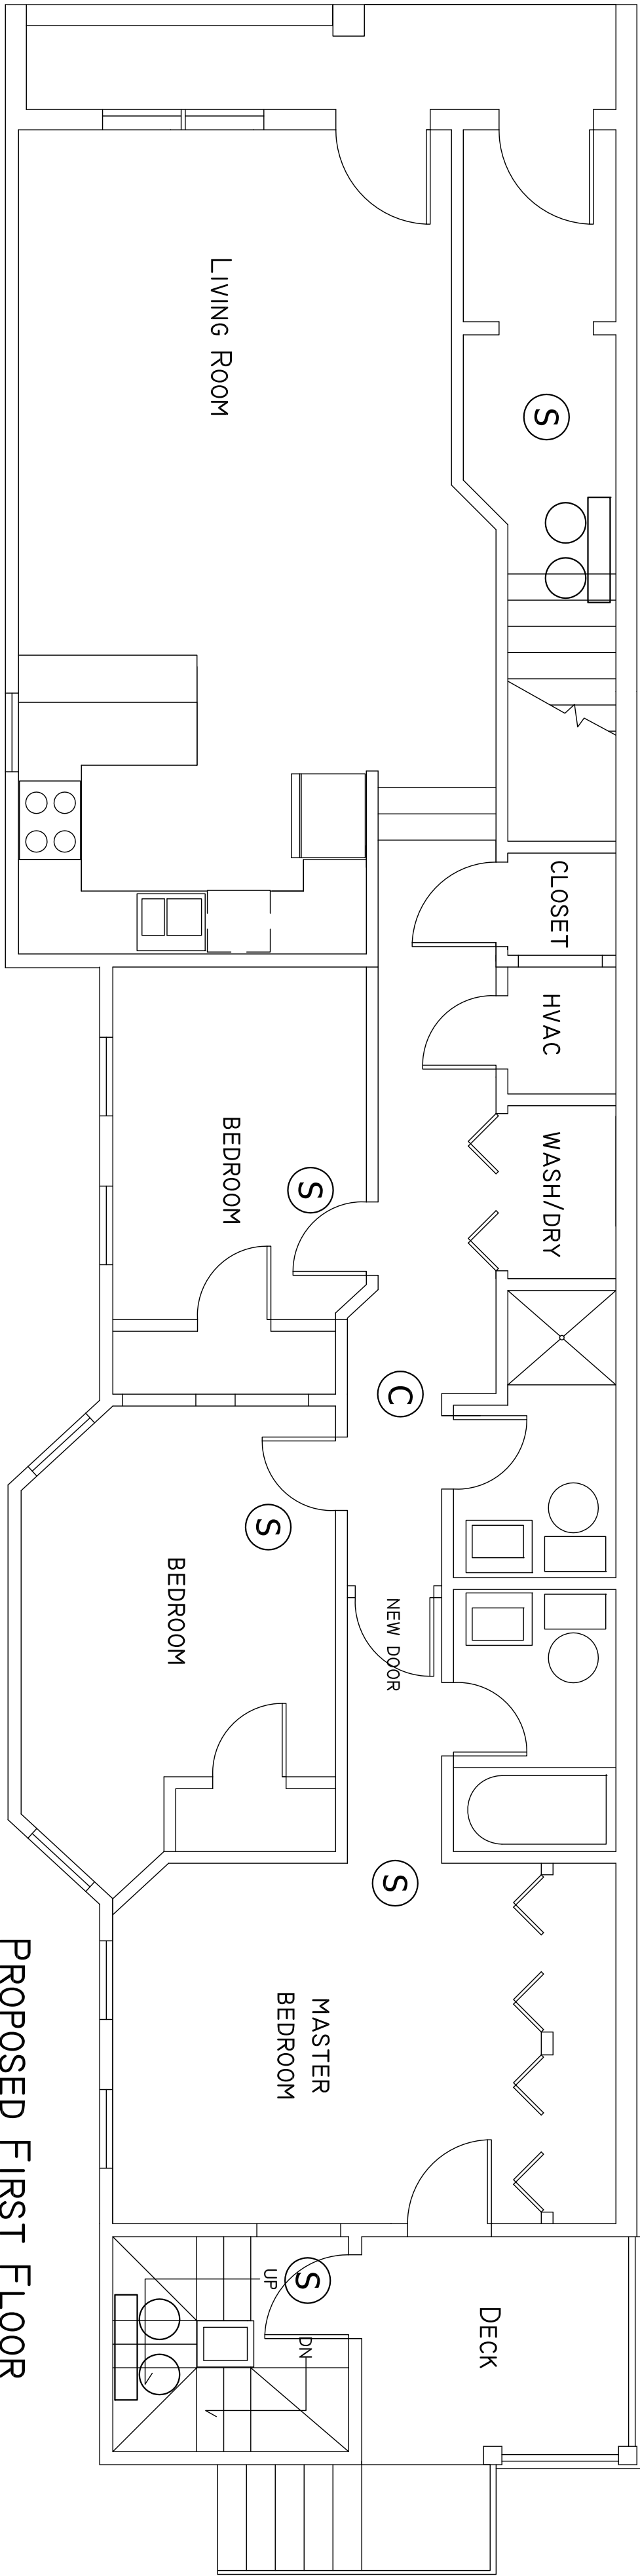 LIVING ROOM
S
CLOSET
HVAC
WASH/DRY
BEDROOM
S
C
BEDROOM
S
NEW DOOR
S
MASTER
BEDROOM
S
UP
DN
DECK
PROPOSED FIRST FLOOR